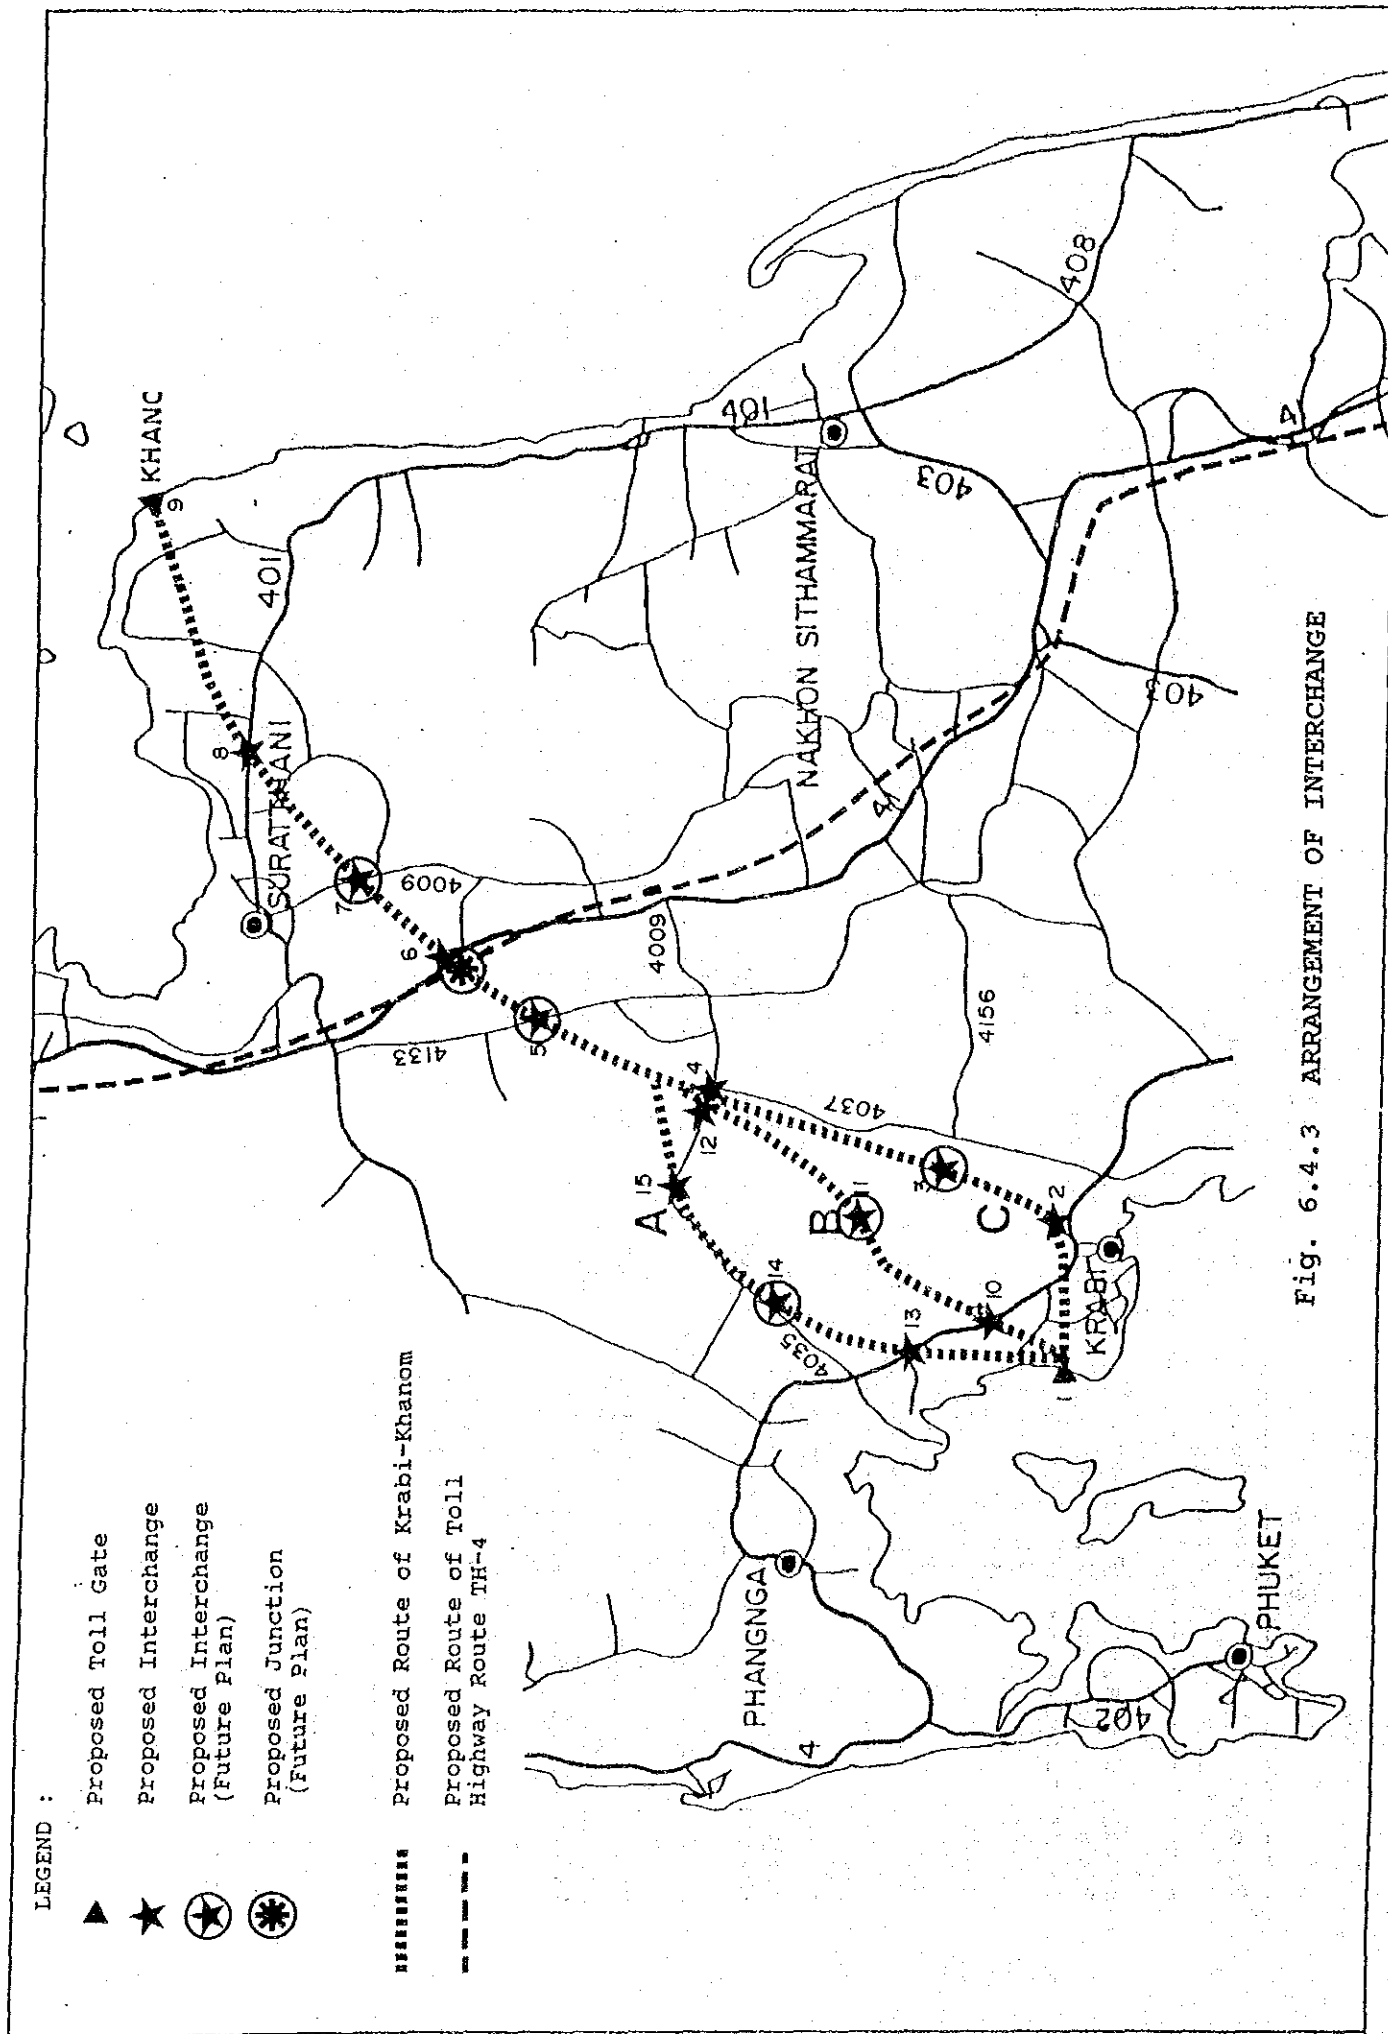 LEGEND :
Proposed Toll Gate
Proposed Interchange
Proposed Interchange
(Future Plan)
Proposed Junction
(Future Plan)
Proposed Route of Krabi-Khanom
Proposed Route of Toll
Highway Route TH-4
KHANC
9
401
8
SURATTHANI
7
4009
6
5
4133
4009
4
12
15
A
4037
4156
B
11
3
C
2
14
4035
13
10
KRABI
1
401
NAKHON SITHAMMARAT
403
408
41
41
403
PHANGNGA
4
402
PHUKET
Fig. 6.4.3 ARRANGEMENT OF INTERCHANGE